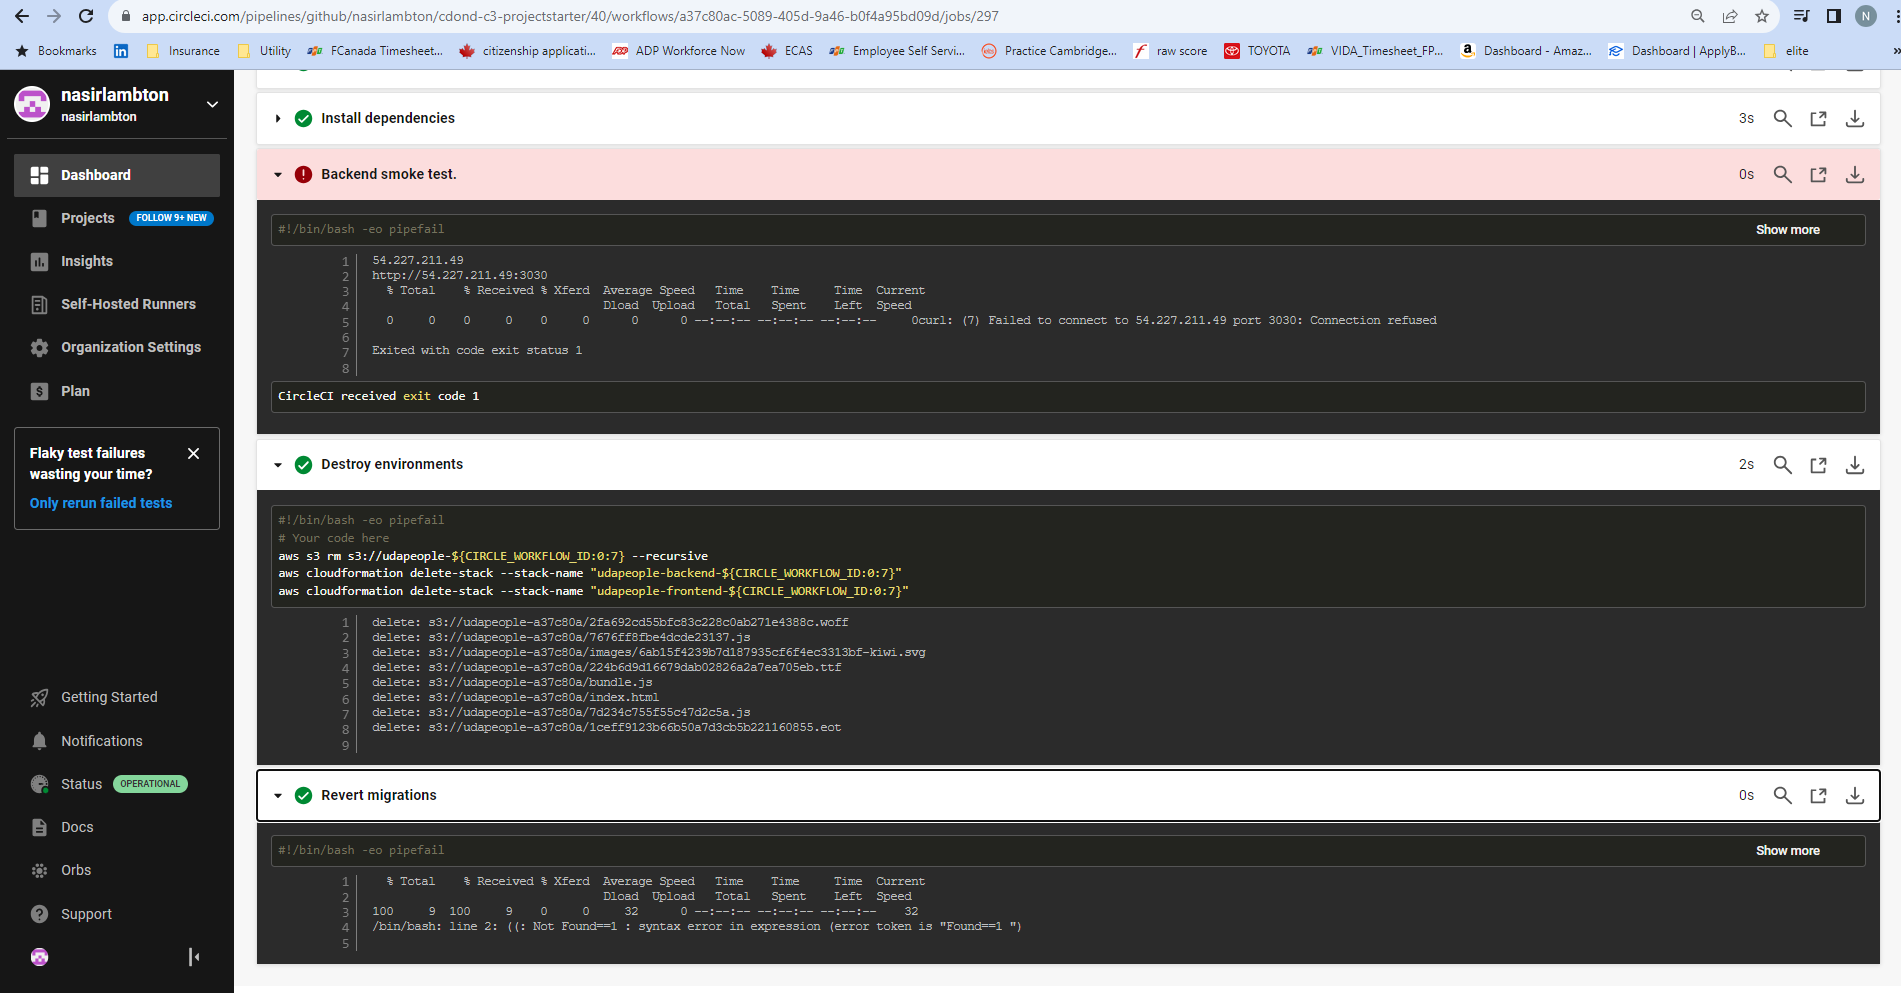 app.circleci.com/pipelines/github/nasirlambton/cdond-c3-projectstarter/40/workflows/a37c80ac-5089-405d-9a46-b0f4a95bd09d/jobs/297
N
Bookmarks
Insurance
Utility
FCanada Timesheet...
citizenship applicati...
ADP Workforce Now
ECAS
Employee Self Servi...
Practice Cambridge...
raw score
TOYOTA
VIDA_Timesheet_FP...
Dashboard - Amaz...
Dashboard | ApplyB...
elite
»
nasirlambton
nasirlambton
Dashboard
Projects FOLLOW 9+ NEW
Insights
Self-Hosted Runners
Organization Settings
Plan
Flaky test failures
wasting your time?
Only rerun failed tests
Getting Started
Notifications
Status OPERATIONAL
Docs
Orbs
Support
Install dependencies 3s
Backend smoke test. 0s
#!/bin/bash -eo pipefail Show more
1 54.227.211.49
2 http://54.227.211.49:3030
3 % Total % Received % Xferd Average Speed Time Time Time Current
4 Dload Upload Total Spent Left Speed
5 0 0 0 0 0 0 0 0 --:--:-- --:--:-- --:--:-- 0curl: (7) Failed to connect to 54.227.211.49 port 3030: Connection refused
6
7 Exited with code exit status 1
8
CircleCI received exit code 1
Destroy environments 2s
#!/bin/bash -eo pipefail
# Your code here
aws s3 rm s3://udapeople-${CIRCLE_WORKFLOW_ID:0:7} --recursive
aws cloudformation delete-stack --stack-name "udapeople-backend-${CIRCLE_WORKFLOW_ID:0:7}"
aws cloudformation delete-stack --stack-name "udapeople-frontend-${CIRCLE_WORKFLOW_ID:0:7}"
1 delete: s3://udapeople-a37c80a/2fa692cd55bfc83c228c0ab271e4388c.woff
2 delete: s3://udapeople-a37c80a/7676ff8fbe4dcde23137.js
3 delete: s3://udapeople-a37c80a/images/6ab15f4239b7d187935cf6f4ec3313bf-kiwi.svg
4 delete: s3://udapeople-a37c80a/224b6d9d16679dab02826a2a7ea705eb.ttf
5 delete: s3://udapeople-a37c80a/bundle.js
6 delete: s3://udapeople-a37c80a/index.html
7 delete: s3://udapeople-a37c80a/7d234c755f55c47d2c5a.js
8 delete: s3://udapeople-a37c80a/1ceff9123b66b50a7d3cb5b221160855.eot
9
Revert migrations 0s
#!/bin/bash -eo pipefail Show more
1 % Total % Received % Xferd Average Speed Time Time Time Current
2 Dload Upload Total Spent Left Speed
3 100 9 100 9 0 0 32 0 --:--:-- --:--:-- --:--:-- 32
4 /bin/bash: line 2: ((: Not Found==1 : syntax error in expression (error token is "Found==1 ")
5